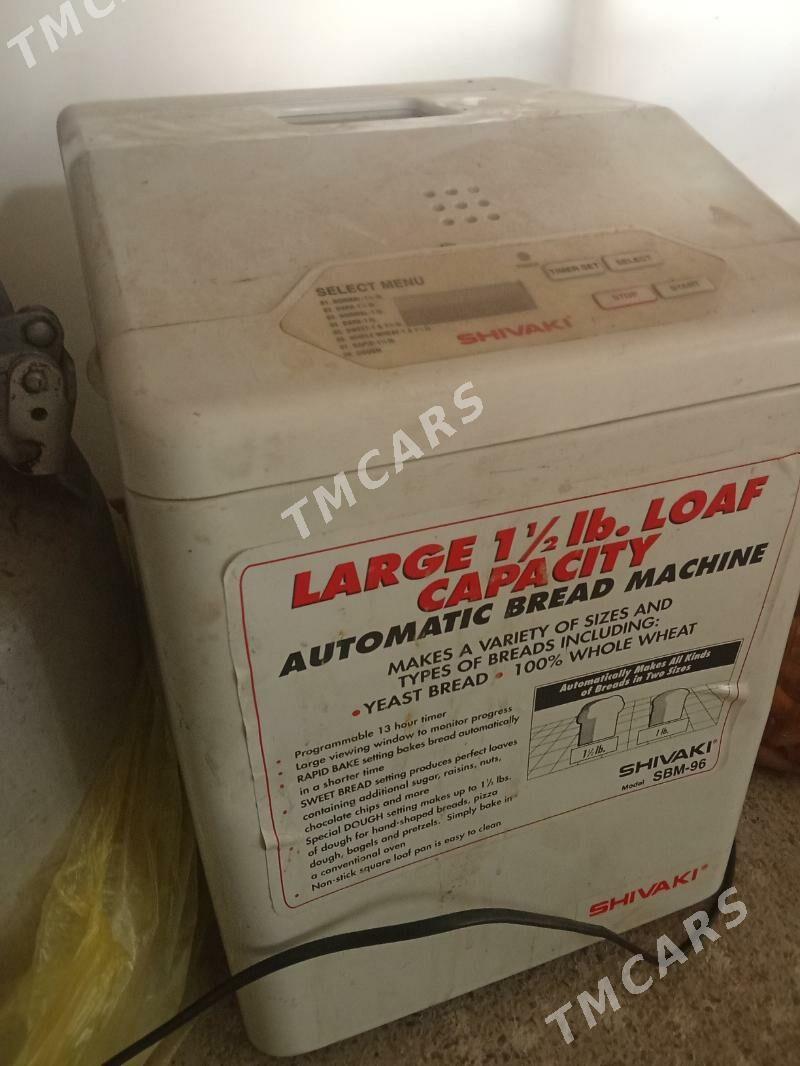 TMCARS
TMCARS
TIMER SET
SELECT
SELECT MENU
STOP
START
SHIVAKI
TMCARS
LARGE 1 ½ lb. LOAF
CAPACITY
AUTOMATIC BREAD MACHINE
MAKES A VARIETY OF SIZES AND
TYPES OF BREADS INCLUDING:
• YEAST BREAD • 100% WHOLE WHEAT
• Programmable 13 hour timer
• Large viewing window to monitor progress
• RAPID BAKE setting bakes bread automatically
in a shorter time
• SWEET BREAD setting produces perfect loaves
containing additional sugar, raisins, nuts,
chocolate chips and more
• Special DOUGH setting makes up to 1½ lbs.
of dough for hand-shaped breads, pizza
dough, bagels and pretzels. Simply bake in
a conventional oven
• Non-stick square loaf pan is easy to clean
Automatically Makes All Kinds
of Breads in Two Sizes
1½ lb.
1 lb.
SHIVAKI®
Model SBM-96
SHIVAKI®
TMCARS